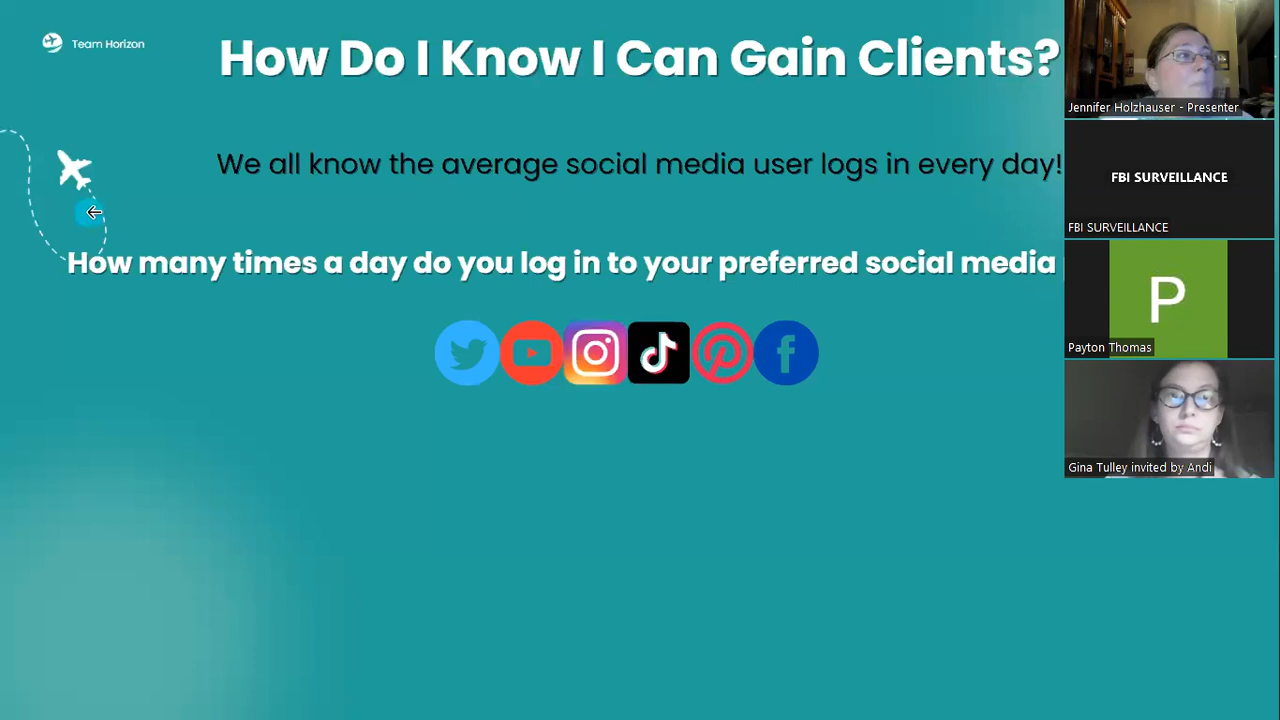 Team Horizon
How Do I Know I Can Gain Clients?
We all know the average social media user logs in every day!
How many times a day do you log in to your preferred social media
Jennifer Holzhauser - Presenter
FBI SURVEILLANCE
FBI SURVEILLANCE
P
Payton Thomas
Gina Tulley invited by Andi